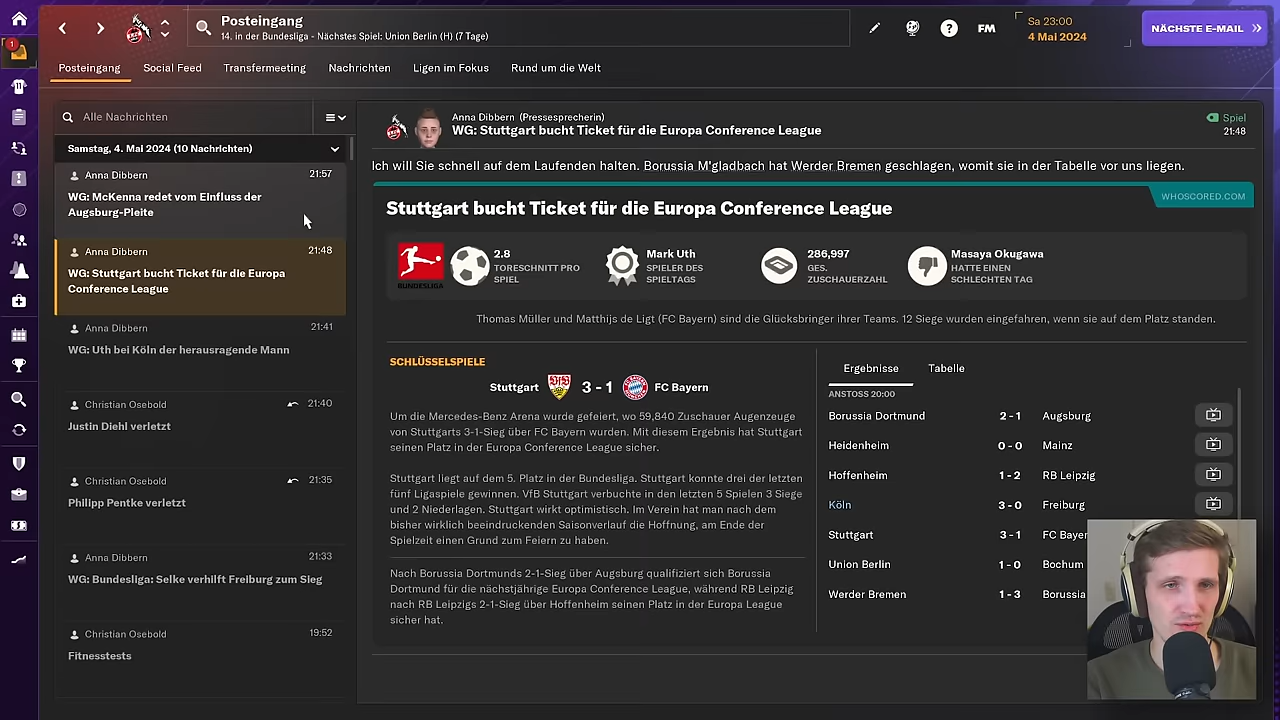 Posteingang
14. in der Bundesliga - Nächstes Spiel: Union Berlin (H) (7 Tage)
FM
Sa 23:00
4 Mai 2024
NÄCHSTE E-MAIL
1
11
Posteingang
Social Feed
Transfermeeting
Nachrichten
Ligen im Fokus
Rund um die Welt
Alle Nachrichten
Samstag, 4. Mai 2024 (10 Nachrichten)
Anna Dibbern
21:57
WG: McKenna redet vom EInfluss der
Augsburg-Pleite
Anna Dibbern
21:48
WG: Stuttgart bucht Ticket für die Europa
Conference League
Anna Dibbern
21:41
WG: Uth bei Köln der herausragende Mann
Christian Osebold
21:40
Justin Diehl verletzt
Christian Osebold
21:35
Philipp Pentke verletzt
Anna Dibbern
21:33
WG: Bundesliga: Selke verhilft Freiburg zum Sieg
Christian Osebold
19:52
Fitnesstests
Anna Dibbern (Pressesprecherin)
WG: Stuttgart bucht Ticket für die Europa Conference League
Spiel
21:48
Ich will Sie schnell auf dem Laufenden halten. Borussia M'gladbach hat Werder Bremen geschlagen, womit sie in der Tabelle vor uns liegen.
WHOSCORED.COM
Stuttgart bucht Ticket für die Europa Conference League
BUNDESLIGA
2.8
TORESCHNITT PRO
SPIEL
Mark Uth
SPIELER DES
SPIELTAGS
286,997
GES.
ZUSCHAUERZAHL
Masaya Okugawa
HATTE EINEN
SCHLECHTEN TAG
Thomas Müller und Matthijs de Ligt (FC Bayern) sind die Glücksbringer ihrer Teams. 12 Siege wurden eingefahren, wenn sie auf dem Platz standen.
SCHLÜSSELSPIELE
Stuttgart 3 - 1 FC Bayern
Um die Mercedes-Benz Arena wurde gefeiert, wo 59,840 Zuschauer Augenzeuge
von Stuttgarts 3-1-Sieg über FC Bayern wurden. Mit diesem Ergebnis hat Stuttgart
seinen Platz in der Europa Conference League sicher.
Stuttgart liegt auf dem 5. Platz in der Bundesliga. Stuttgart konnte drei der letzten
fünf Ligaspiele gewinnen. VfB Stuttgart verbuchte in den letzten 5 Spielen 3 Siege
und 2 Niederlagen. Stuttgart wirkt optimistisch. Im Verein hat man nach dem
bisher wirklich beeindruckenden Saisonverlauf die Hoffnung, am Ende der
Spielzeit einen Grund zum Feiern zu haben.
Nach Borussia Dortmunds 2-1-Sieg über Augsburg qualifiziert sich Borussia
Dortmund für die nächstjährige Europa Conference League, während RB Leipzig
nach RB Leipzigs 2-1-Sieg über Hoffenheim seinen Platz in der Europa League
sicher hat.
Ergebnisse
Tabelle
ANSTOSS 20:00
Borussia Dortmund 2 - 1 Augsburg
Heidenheim 0 - 0 Mainz
Hoffenheim 1 - 2 RB Leipzig
Köln 3 - 0 Freiburg
Stuttgart 3 - 1 FC Bayer
Union Berlin 1 - 0 Bochum
Werder Bremen 1 - 3 Borussia